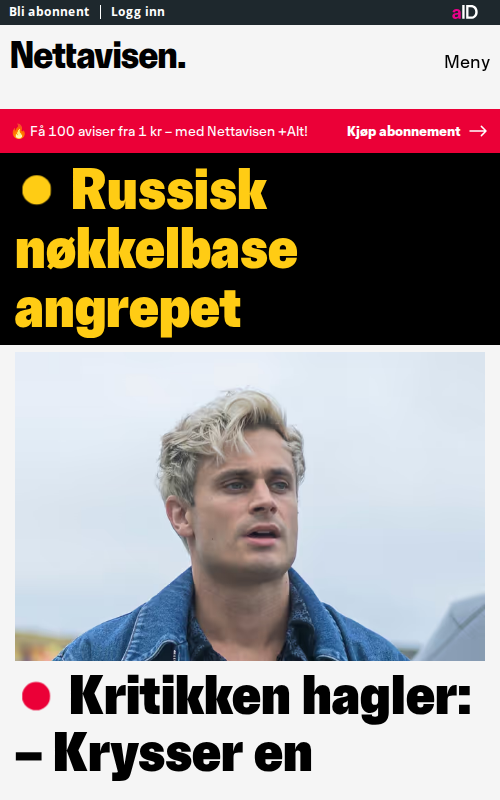 Bli abonnent | Logg inn
aID
Nettavisen.
Meny
🔥 Få 100 aviser fra 1 kr – med Nettavisen +Alt!
Kjøp abonnement →
Russisk
nøkkelbase
angrepet
Kritikken hagler:
– Krysser en